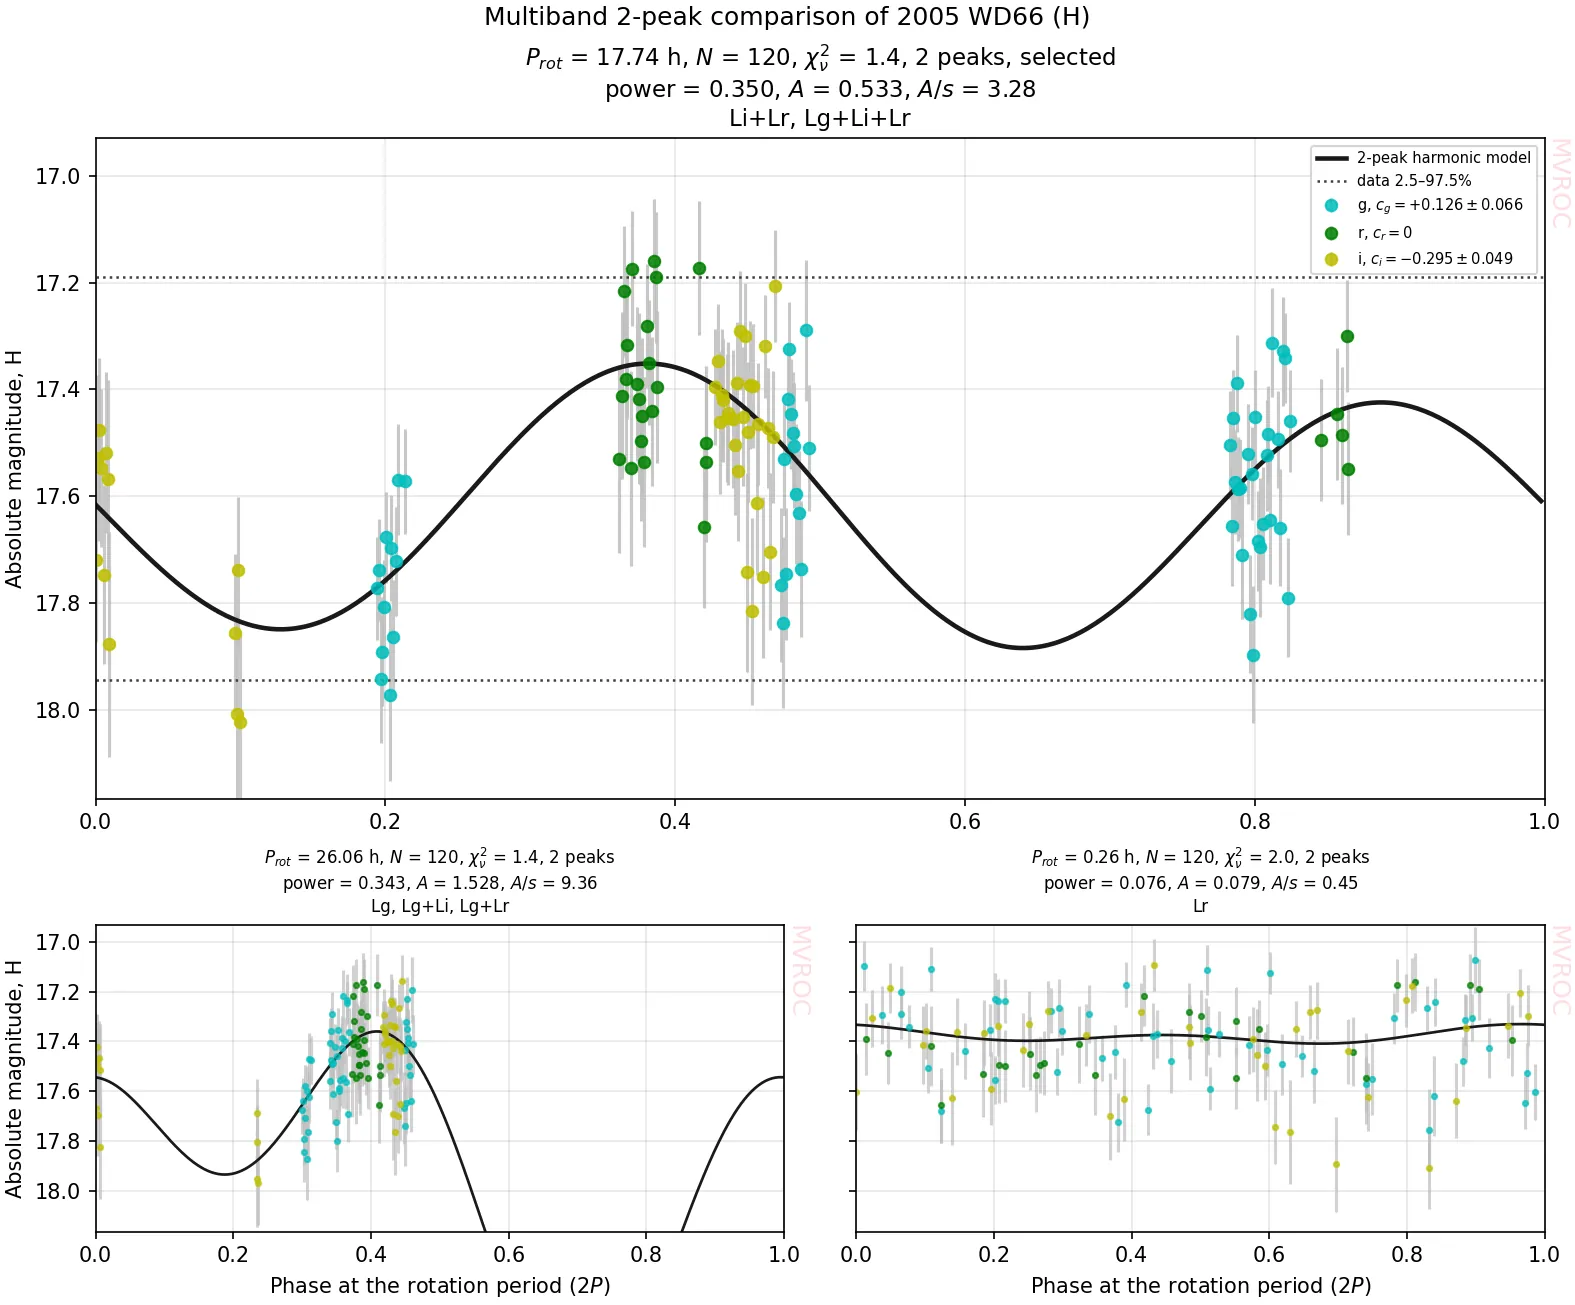 Multiband 2-peak comparison of 2005 WD66 (H)
P_rot = 17.74 h, N = 120, χ²_ν = 1.4, 2 peaks, selected
power = 0.350, A = 0.533, A/s = 3.28
Li+Lr, Lg+Li+Lr
2-peak harmonic model
data 2.5–97.5%
g, c_g = +0.126 ± 0.066
r, c_r = 0
i, c_i = −0.295 ± 0.049
MVROC
Absolute magnitude, H
17.0
17.2
17.4
17.6
17.8
18.0
0.0 0.2 0.4 0.6 0.8 1.0
P_rot = 26.06 h, N = 120, χ²_ν = 1.4, 2 peaks
power = 0.343, A = 1.528, A/s = 9.36
Lg, Lg+Li, Lg+Lr
MVROC
Absolute magnitude, H
17.0
17.2
17.4
17.6
17.8
18.0
0.0 0.2 0.4 0.6 0.8 1.0
Phase at the rotation period (2P)
P_rot = 0.26 h, N = 120, χ²_ν = 2.0, 2 peaks
power = 0.076, A = 0.079, A/s = 0.45
Lr
MVROC
0.0 0.2 0.4 0.6 0.8 1.0
Phase at the rotation period (2P)